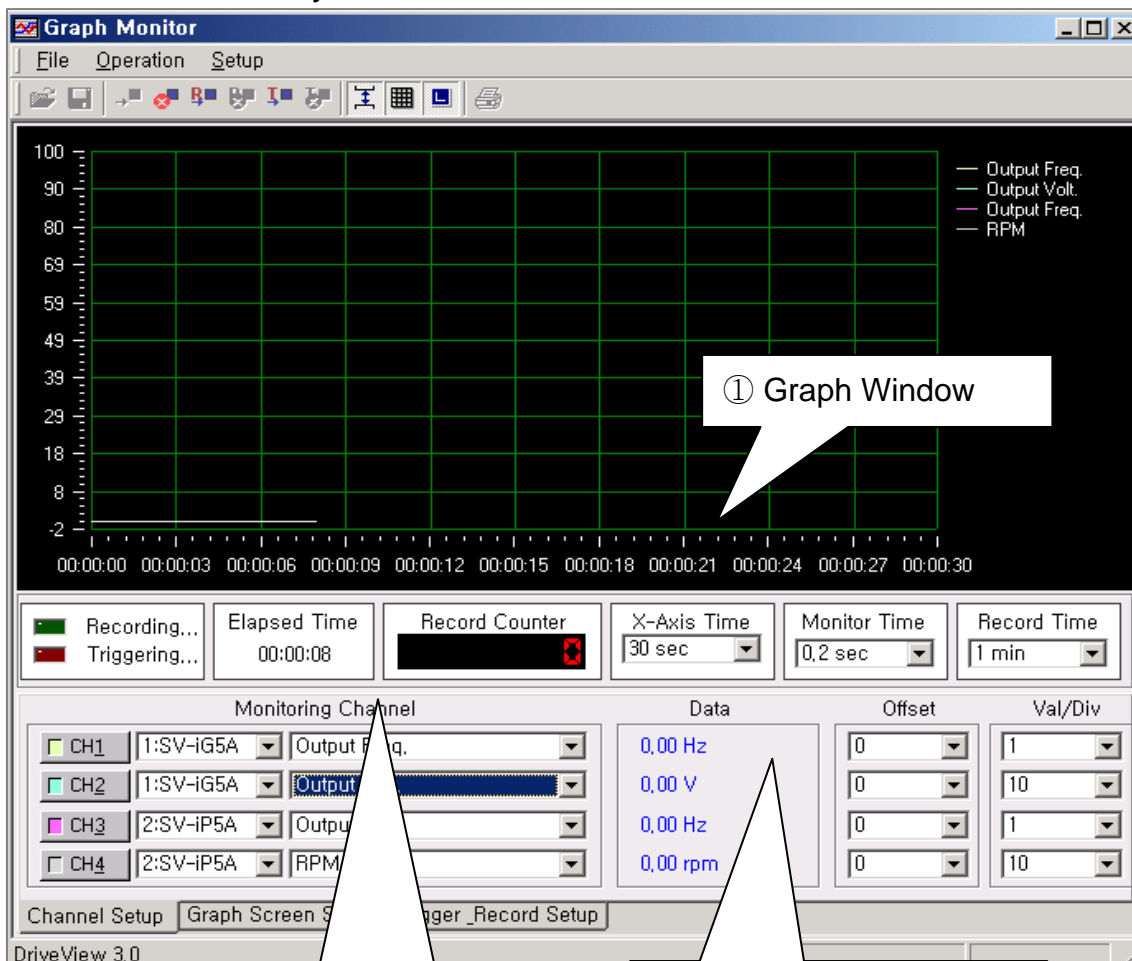 Graph Monitor
File Operation Setup
100
90
80
69
59
49
39
29
18
8
-2
Output Freq.
Output Volt.
Output Freq.
RPM
① Graph Window
00:00:00 00:00:03 00:00:06 00:00:09 00:00:12 00:00:15 00:00:18 00:00:21 00:00:24 00:00:27 00:00:30
Recording...
Triggering...
Elapsed Time
00:00:08
Record Counter
0
X-Axis Time
30 sec
Monitor Time
0,2 sec
Record Time
1 min
Monitoring Channel Data Offset Val/Div
CH1 1:SV-iG5A Output Freq, 0,00 Hz 0 1
CH2 1:SV-iG5A Output 0,00 V 0 10
CH3 2:SV-iP5A Outpu 0,00 Hz 0 1
CH4 2:SV-iP5A RPM 0,00 rpm 0 10
Channel Setup Graph Screen S gger _Record Setup
DriveView 3,0